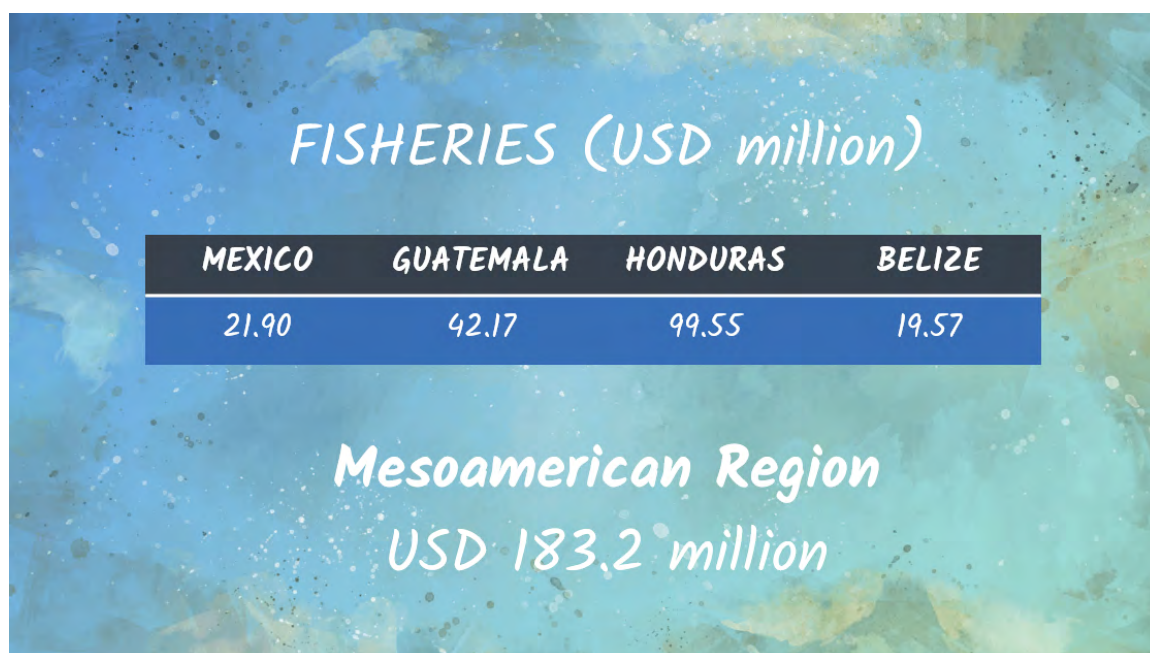 FISHERIES (USD million)
MEXICO GUATEMALA HONDURAS BELIZE
21.90 42.17 99.55 19.57
Mesoamerican Region
USD 183.2 million